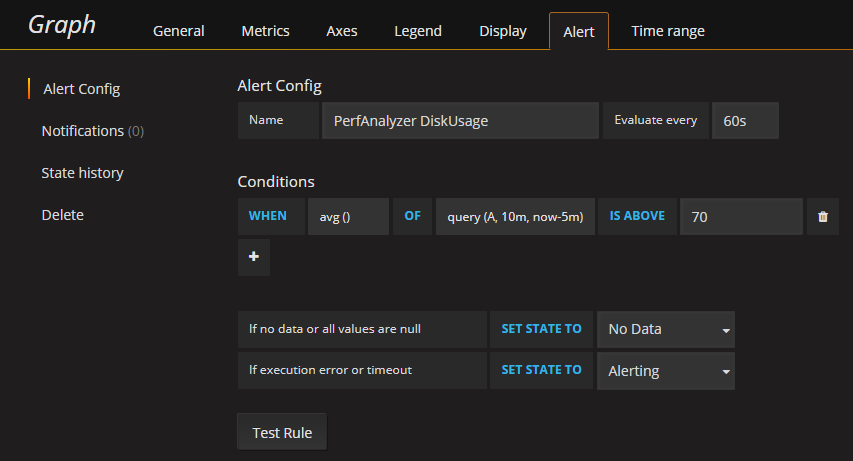 Graph General Metrics Axes Legend Display Alert Time range
Alert Config
Notifications (0)
State history
Delete
Alert Config
Name PerfAnalyzer DiskUsage Evaluate every 60s
Conditions
WHEN avg () OF query (A, 10m, now-5m) IS ABOVE 70
If no data or all values are null SET STATE TO No Data
If execution error or timeout SET STATE TO Alerting
Test Rule